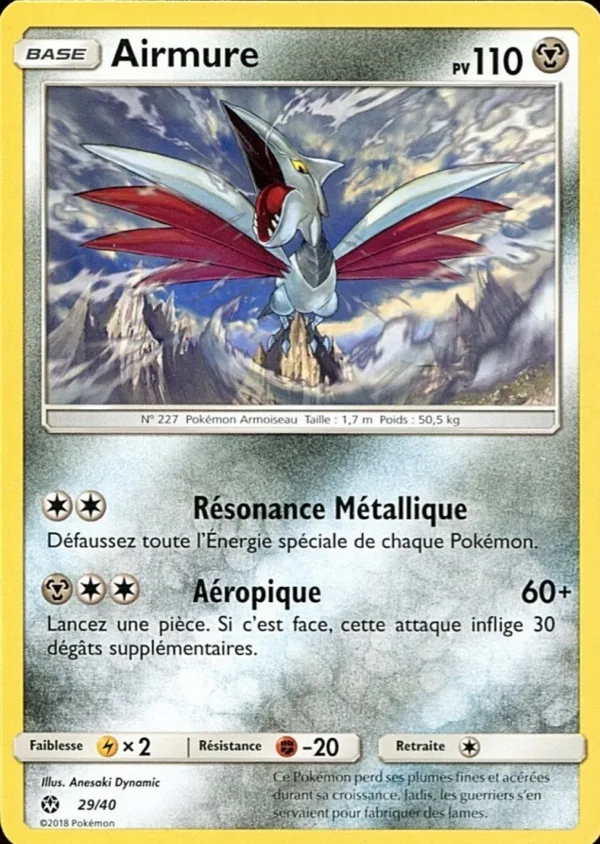 BASE Airmure PV 110
N° 227 Pokémon Armoiseau Taille : 1,7 m Poids : 50,5 kg
Résonance Métallique
Défaussez toute l'Énergie spéciale de chaque Pokémon.
Aéropique 60+
Lancez une pièce. Si c'est face, cette attaque inflige 30
dégâts supplémentaires.
Faiblesse ×2 Résistance -20 Retraite
Illus. Anesaki Dynamic
29/40
©2018 Pokémon
Ce Pokémon perd ses plumes fines et acérées
durant sa croissance. Jadis, les guerriers s'en
servaient pour fabriquer des lames.